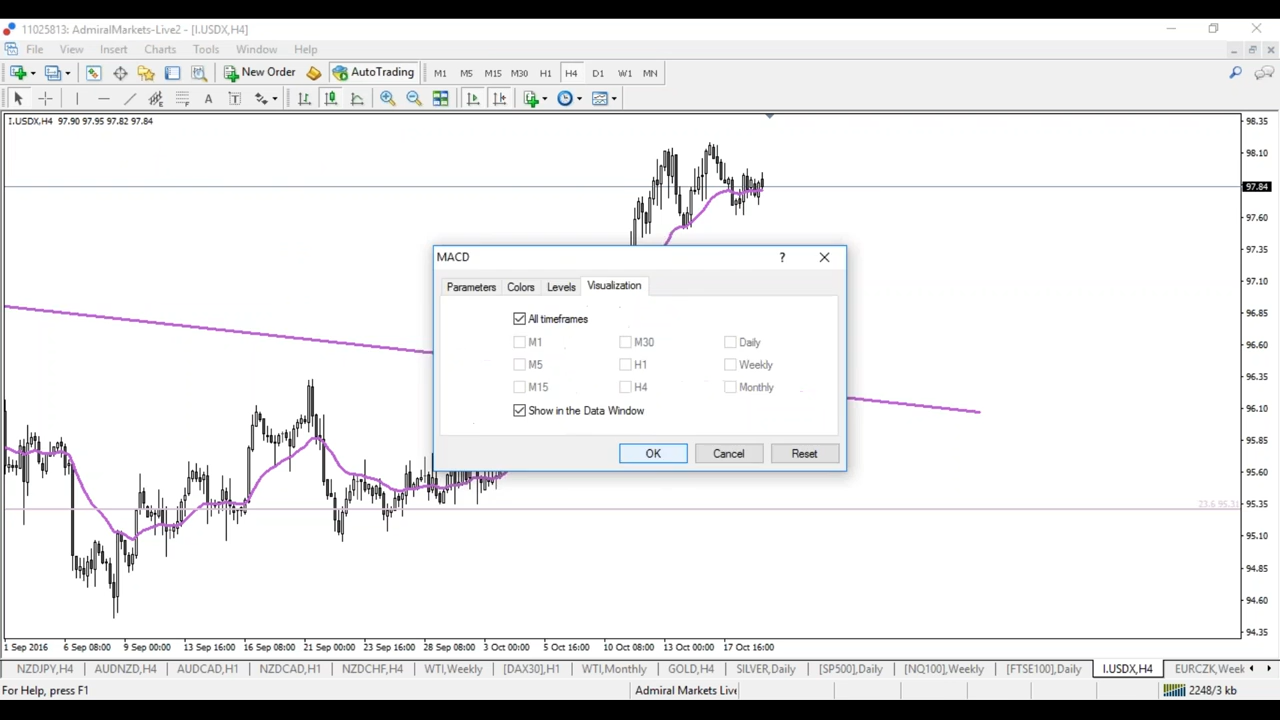 11025813: AdmiralMarkets-Live2 - [I.USDX,H4]
File View Insert Charts Tools Window Help
New Order AutoTrading M1 M5 M15 M30 H1 H4 D1 W1 MN
A T
I.USDX,H4 97.90 97.95 97.82 97.84
98.35
98.10
97.84
97.60
97.35
97.10
96.85
96.60
96.35
96.10
95.85
95.60
95.35
95.10
94.85
94.60
94.35
MACD ?
Parameters Colors Levels Visualization
All timeframes
M1 M30 Daily
M5 H1 Weekly
M15 H4 Monthly
Show in the Data Window
OK Cancel Reset
23.6 95.31
1 Sep 2016 6 Sep 08:00 9 Sep 00:00 13 Sep 16:00 16 Sep 08:00 21 Sep 00:00 23 Sep 16:00 28 Sep 08:00 3 Oct 00:00 5 Oct 16:00 10 Oct 08:00 13 Oct 00:00 17 Oct 16:00
NZDJPY,H4 AUDNZD,H4 AUDCAD,H1 NZDCAD,H1 NZDCHF,H4 WTI,Weekly [DAX30],H1 WTI,Monthly GOLD,H4 SILVER,Daily [SP500],Daily [NQ100],Weekly [FTSE100],Daily I.USDX,H4 EURCZK,Week
For Help, press F1 Admiral Markets Live 2248/3 kb